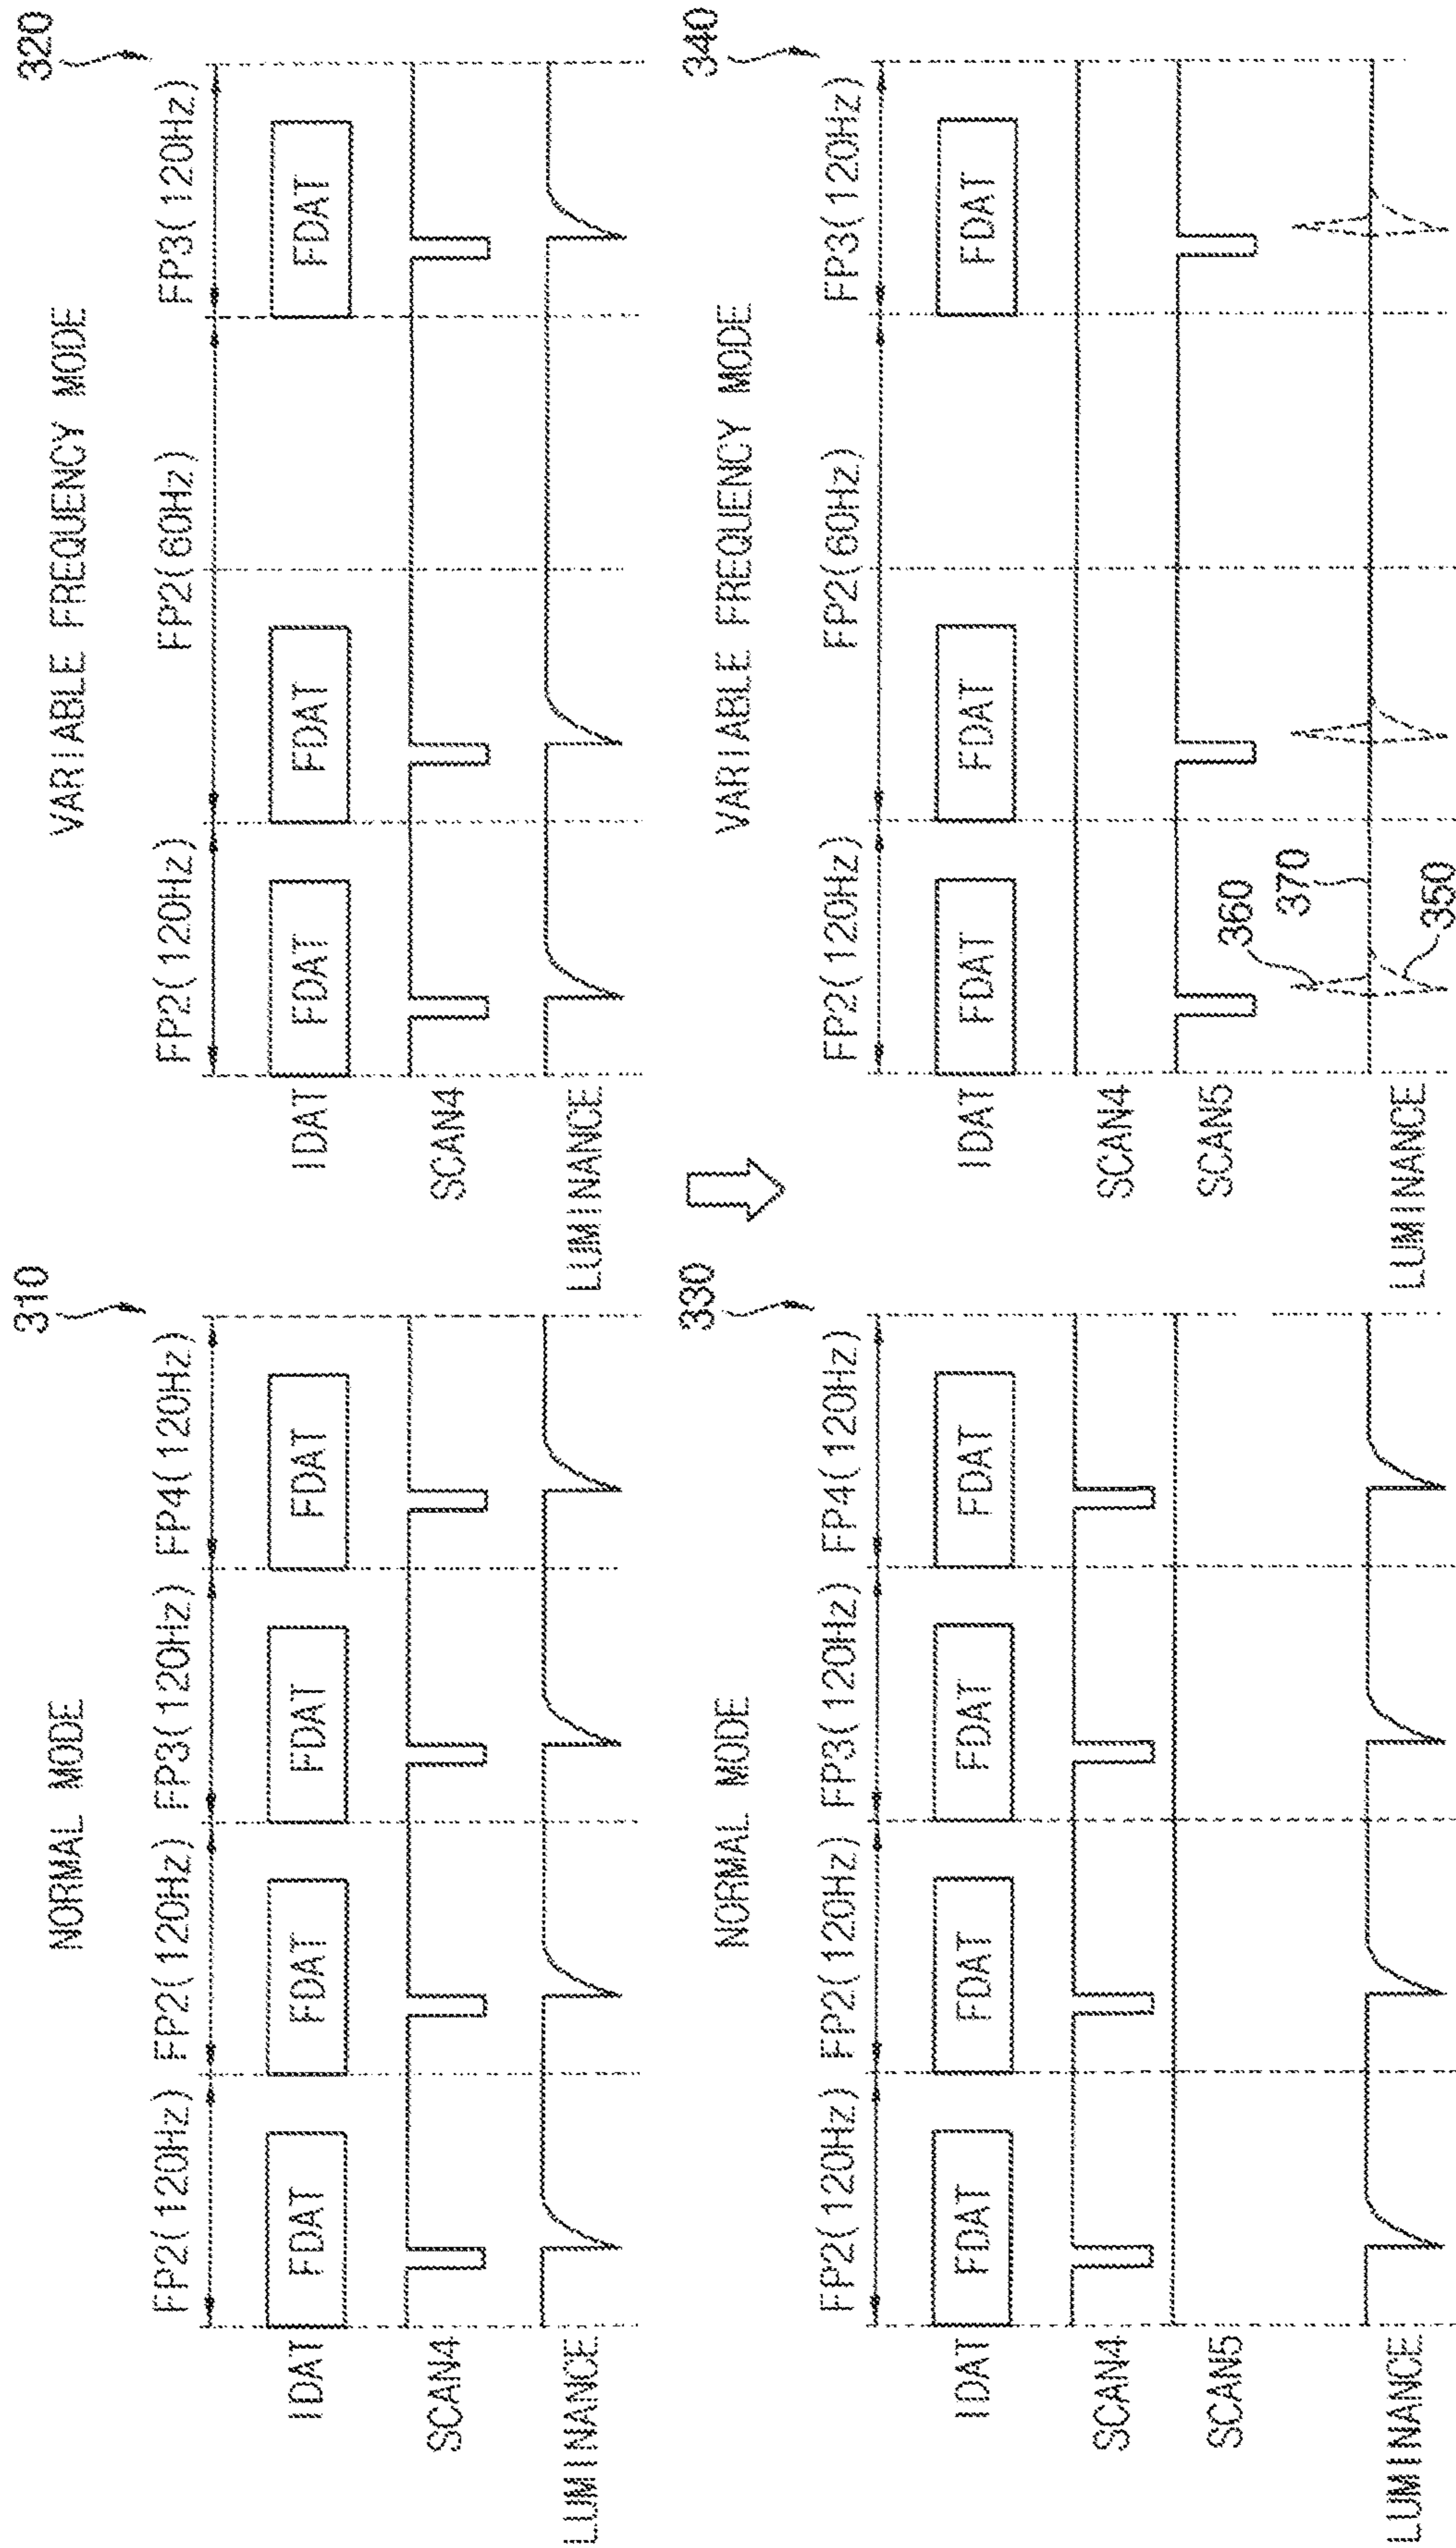 310
NORMAL MODE
FP2(120Hz) FP2(120Hz) FP3(120Hz) FP4(120Hz)
IDAT FDAT FDAT FDAT FDAT
SCAN4
LUMINANCE
320
VARIABLE FREQUENCY MODE
FP2(120Hz) FP2(60Hz) FP3(120Hz)
IDAT FDAT FDAT FDAT
SCAN4
LUMINANCE
330
NORMAL MODE
FP2(120Hz) FP2(120Hz) FP3(120Hz) FP4(120Hz)
IDAT FDAT FDAT FDAT FDAT
SCAN4
SCAN5
LUMINANCE
340
VARIABLE FREQUENCY MODE
FP2(120Hz) FP2(60Hz) FP3(120Hz)
IDAT FDAT FDAT FDAT
SCAN4
SCAN5
360
370
LUMINANCE
350